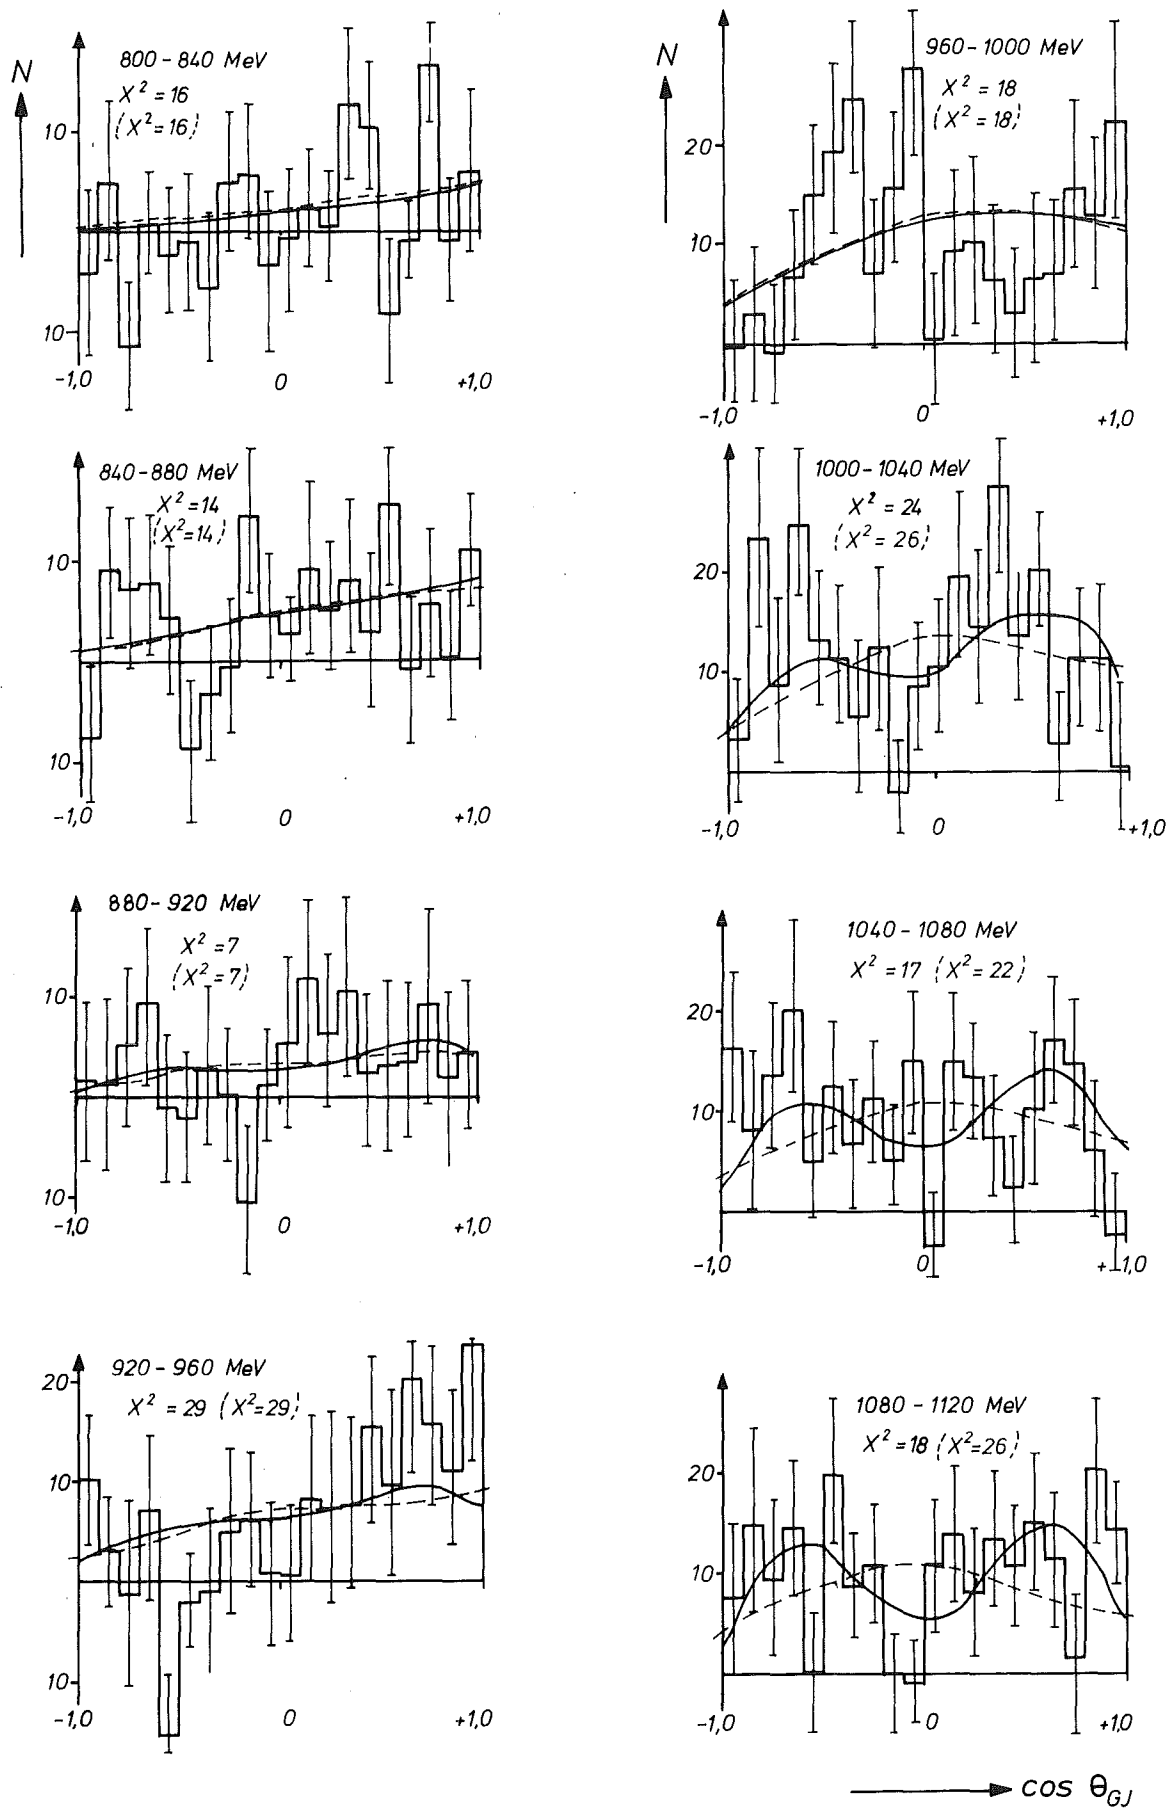 N
800-840 MeV
X² = 16
(X² = 16)
10
10
-1,0 0 +1,0
840-880 MeV
X² = 14
(X² = 14)
10
10
-1,0 0 +1,0
880-920 MeV
X² = 7
(X² = 7)
10
10
-1,0 0 +1,0
920-960 MeV
X² = 29 (X² = 29)
20
10
10
-1,0 0 +1,0
N
960-1000 MeV
X² = 18
(X² = 18)
20
10
-1,0 0 +1,0
1000-1040 MeV
X² = 24
(X² = 26)
20
10
-1,0 0 +1,0
1040-1080 MeV
X² = 17 (X² = 22)
20
10
-1,0 0 +1,0
1080-1120 MeV
X² = 18 (X² = 26)
20
10
-1,0 0 +1,0
cos θGJ